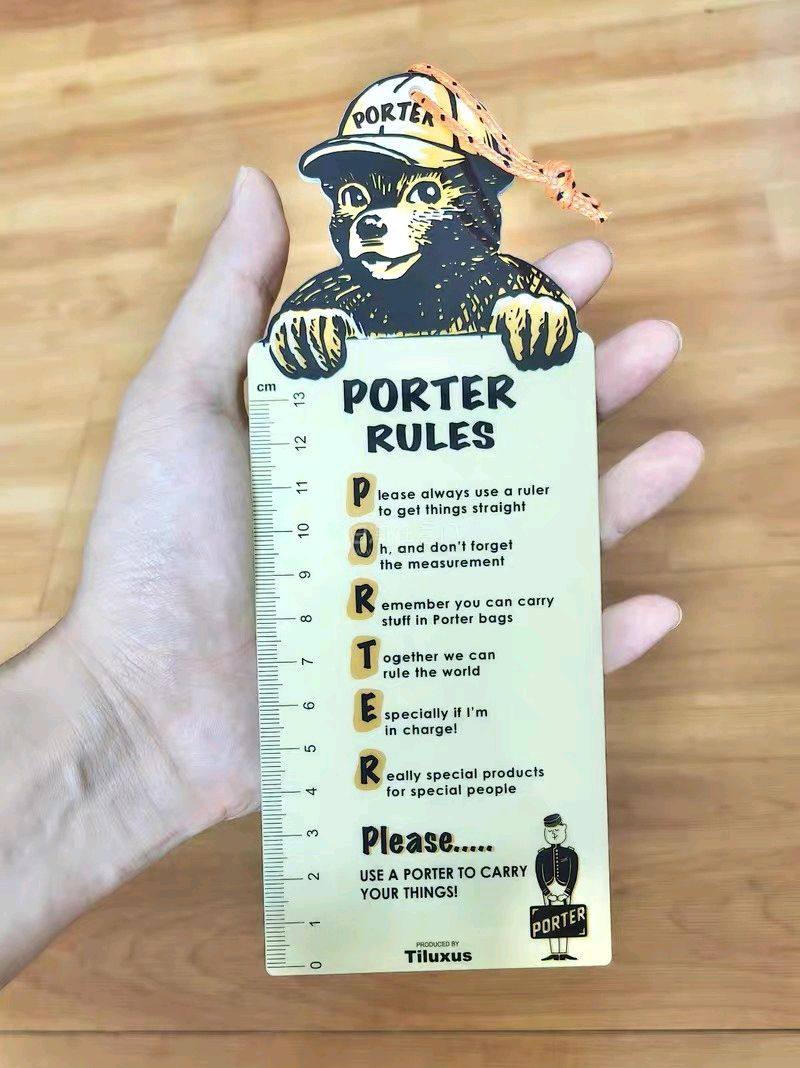 PORTER
cm
PORTER
RULES
Please always use a ruler
to get things straight
Oh, and don't forget
the measurement
Remember you can carry
stuff in Porter bags
Together we can
rule the world
Especially if I'm
in charge!
Really special products
for special people
Please.....
USE A PORTER TO CARRY
YOUR THINGS!
PORTER
PRODUCED BY
Tiluxus
13
12
11
10
9
8
7
6
5
4
3
2
1
0